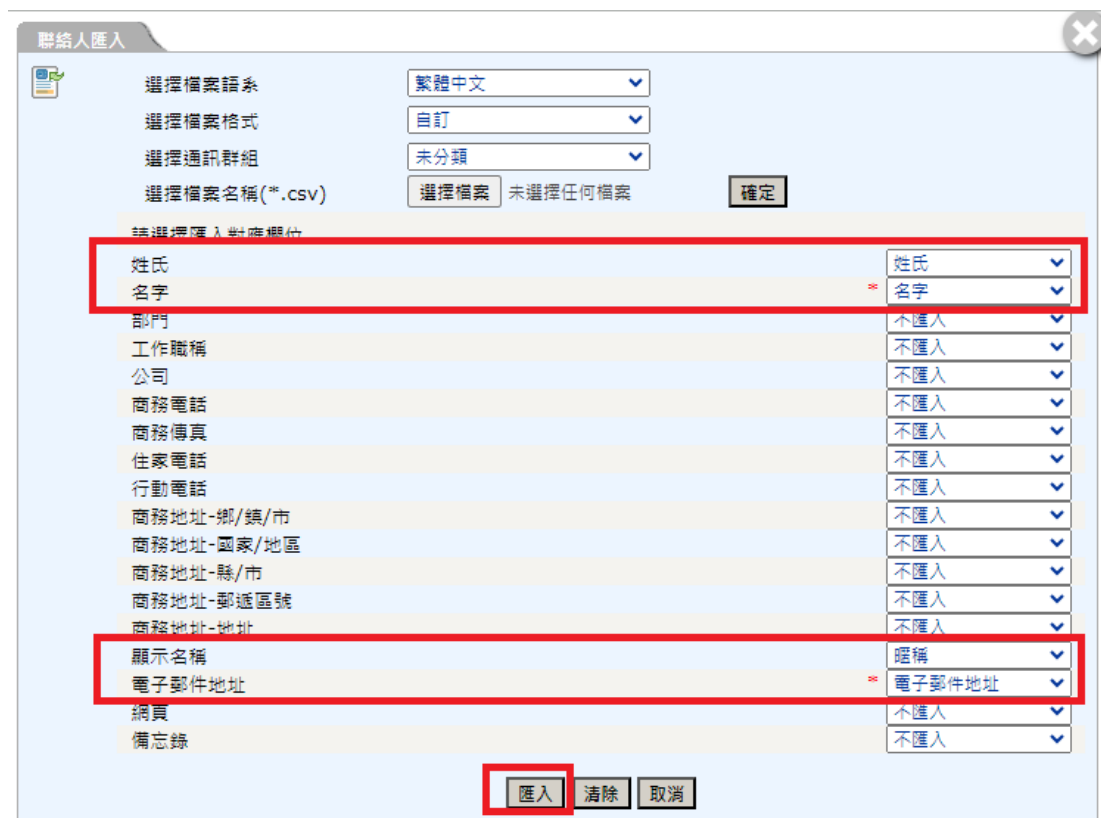 聯絡人匯入
選擇檔案語系 繁體中文
選擇檔案格式 自訂
選擇通訊群組 未分類
選擇檔案名稱(*.csv) 選擇檔案 未選擇任何檔案 確定
請選擇匯入對應欄位
姓氏 姓氏
名字 * 名字
部門 不匯入
工作職稱 不匯入
公司 不匯入
商務電話 不匯入
商務傳真 不匯入
住家電話 不匯入
行動電話 不匯入
商務地址-鄉/鎮/市 不匯入
商務地址-國家/地區 不匯入
商務地址-縣/市 不匯入
商務地址-郵遞區號 不匯入
商務地址-地址 不匯入
顯示名稱 暱稱
電子郵件地址 * 電子郵件地址
網頁 不匯入
備忘錄 不匯入
匯入 清除 取消